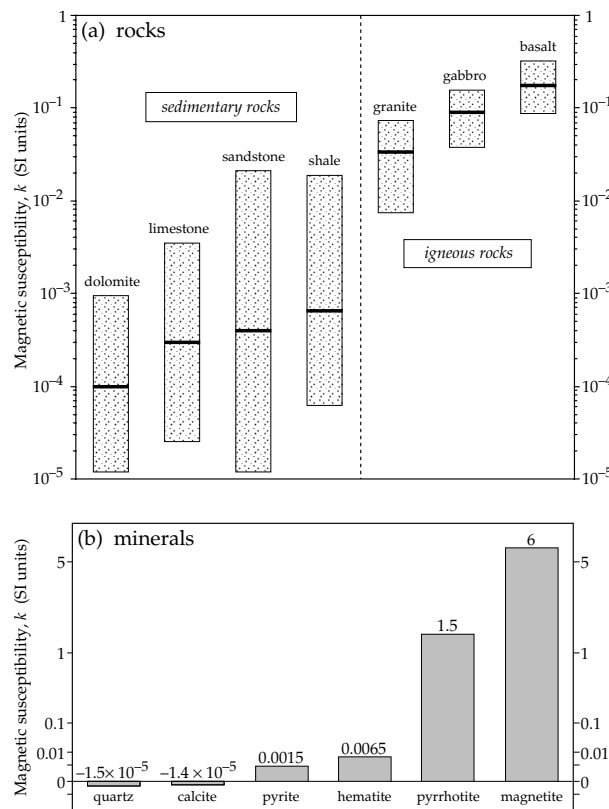 (a) rocks
Magnetic susceptibility, k (SI units)
1
10⁻¹
10⁻²
10⁻³
10⁻⁴
10⁻⁵
sedimentary rocks
dolomite
limestone
sandstone
shale
granite
gabbro
basalt
igneous rocks
1
10⁻¹
10⁻²
10⁻³
10⁻⁴
10⁻⁵
(b) minerals
Magnetic susceptibility, k (SI units)
5
1
0.1
0.01
0
−1.5× 10⁻⁵
−1.4 × 10⁻⁵
0.0015
0.0065
1.5
6
5
1
0.1
0.01
0
quartz
calcite
pyrite
hematite
pyrrhotite
magnetite